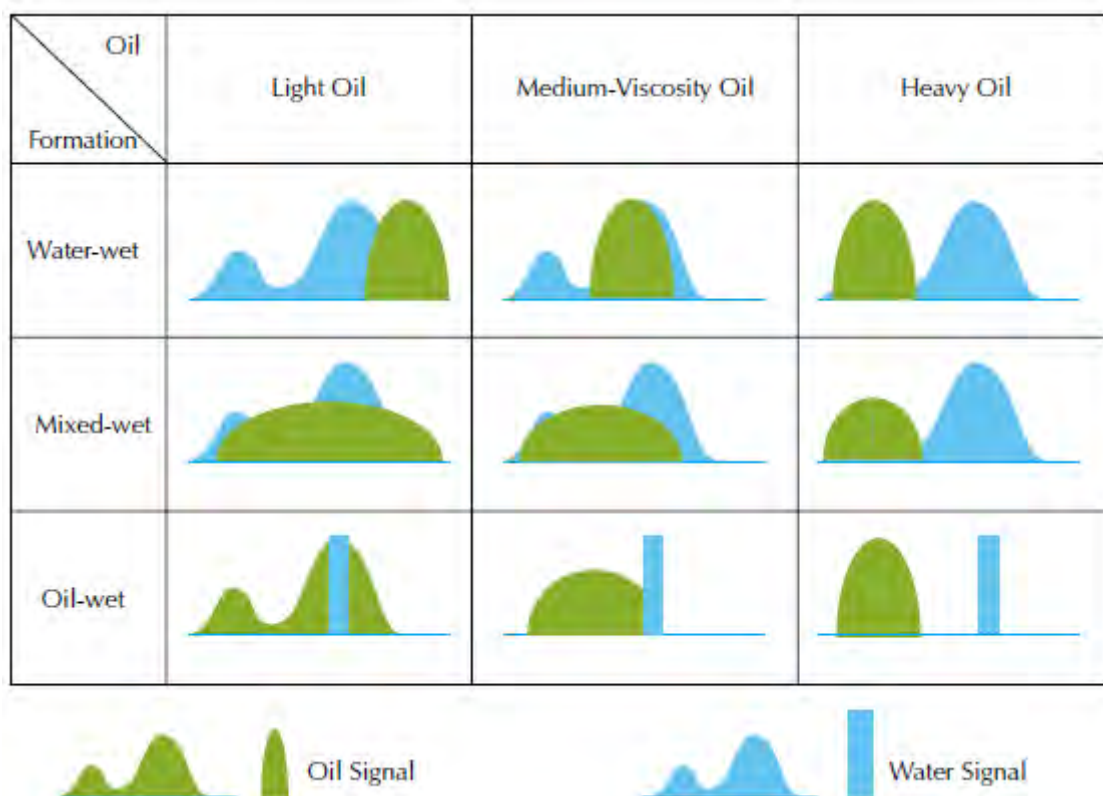 Oil
Formation
Light Oil
Medium-Viscosity Oil
Heavy Oil
Water-wet
Mixed-wet
Oil-wet
Oil Signal
Water Signal